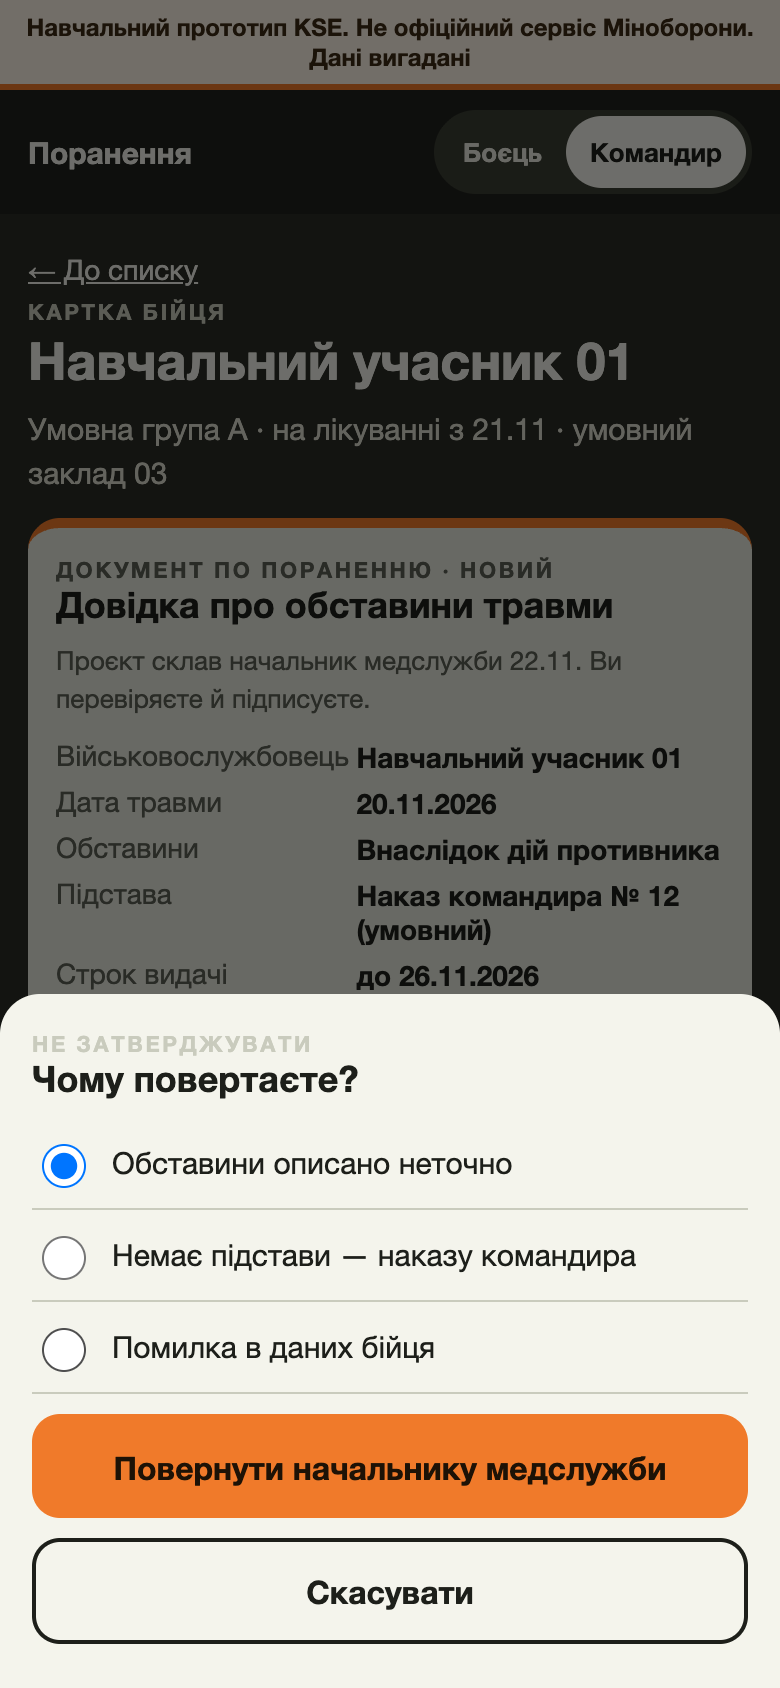 Навчальний прототип KSE. Не офіційний сервіс Міноборони.
Дані вигадані
Поранення
Боєць
Командир
← До списку
КАРТКА БІЙЦЯ
Навчальний учасник 01
Умовна група А · на лікуванні з 21.11 · умовний
заклад 03
ДОКУМЕНТ ПО ПОРАНЕННЮ · НОВИЙ
Довідка про обставини травми
Проєкт склав начальник медслужби 22.11. Ви
перевіряєте й підписуєте.
Військовослужбовець Навчальний учасник 01
Дата травми 20.11.2026
Обставини Внаслідок дій противника
Підстава Наказ командира № 12
(умовний)
Строк видачі до 26.11.2026
НЕ ЗАТВЕРДЖУВАТИ
Чому повертаєте?
Обставини описано неточно
Немає підстави — наказу командира
Помилка в даних бійця
Повернути начальнику медслужби
Скасувати